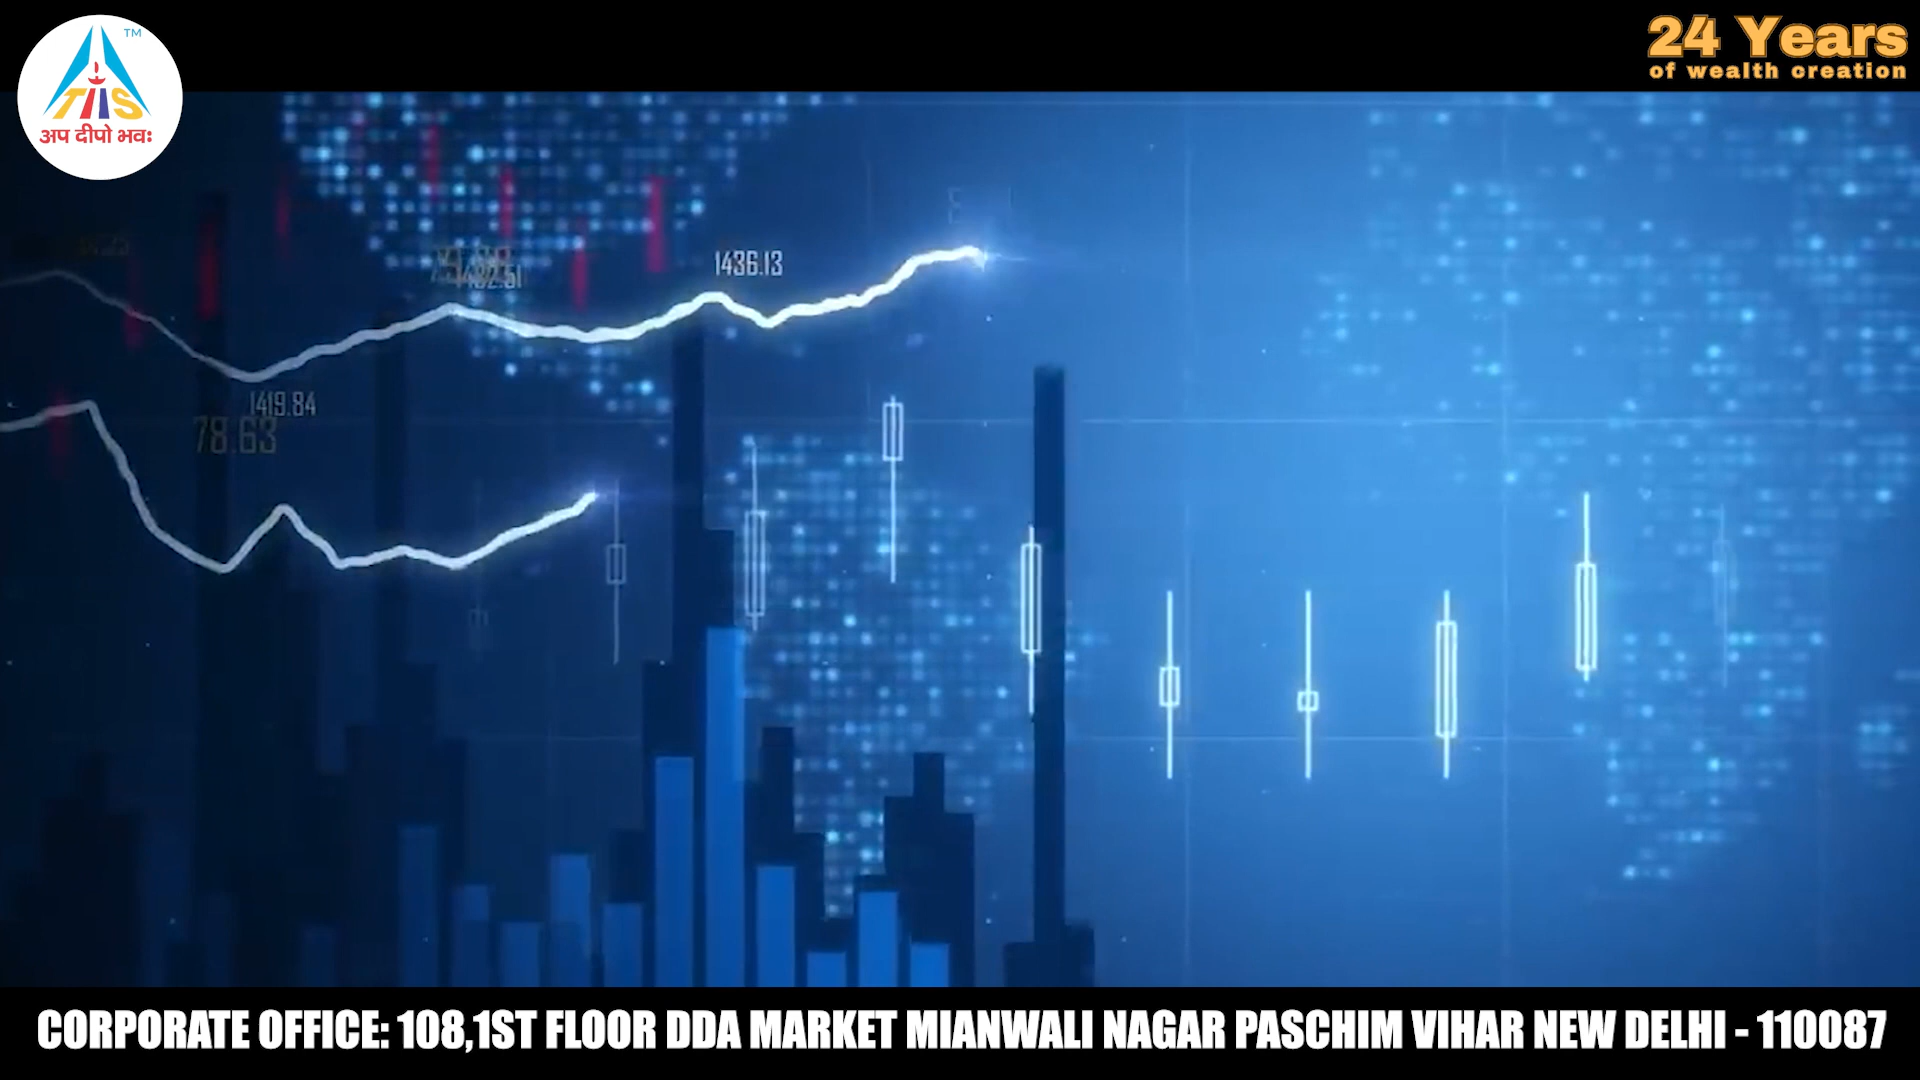 TM
TIIS
अप दीपो भवः
24 Years
of wealth creation
1436.13
1419.84
78.63
CORPORATE OFFICE: 108,1ST FLOOR DDA MARKET MIANWALI NAGAR PASCHIM VIHAR NEW DELHI - 110087